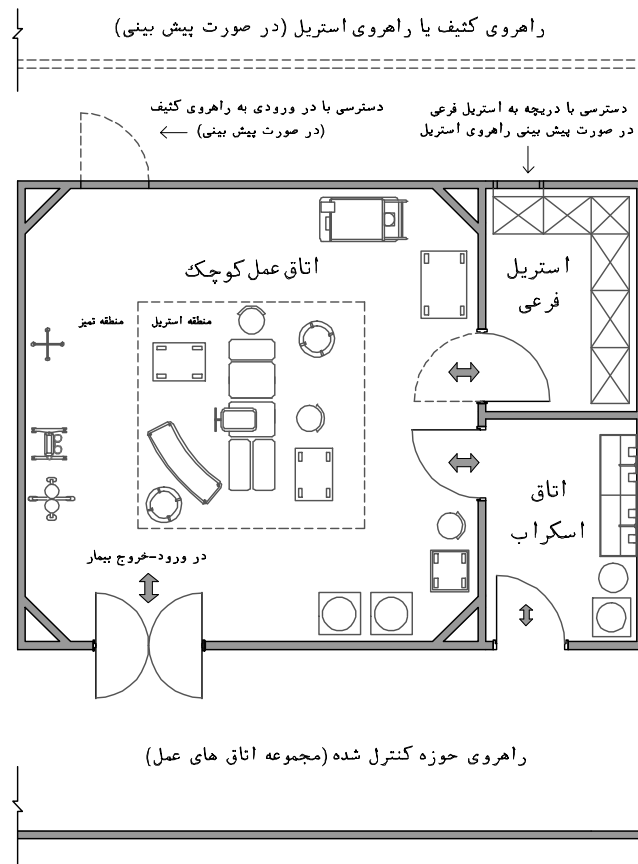 راهروی کثیف یا راهروی استریل (در صورت پیش بینی)
دسترسی با در ورودی به راهروی کثیف
(در صورت پیش بینی)
دسترسی با دریچه به استریل فرعی
در صورت پیش بینی راهروی استریل
اتاق عمل کوچک
استریل
فرعی
منطقه تمیز
منطقه استریل
اتاق
اسکراب
در ورود-خروج بیمار
راهروی حوزه کنترل شده (مجموعه اتاق های عمل)